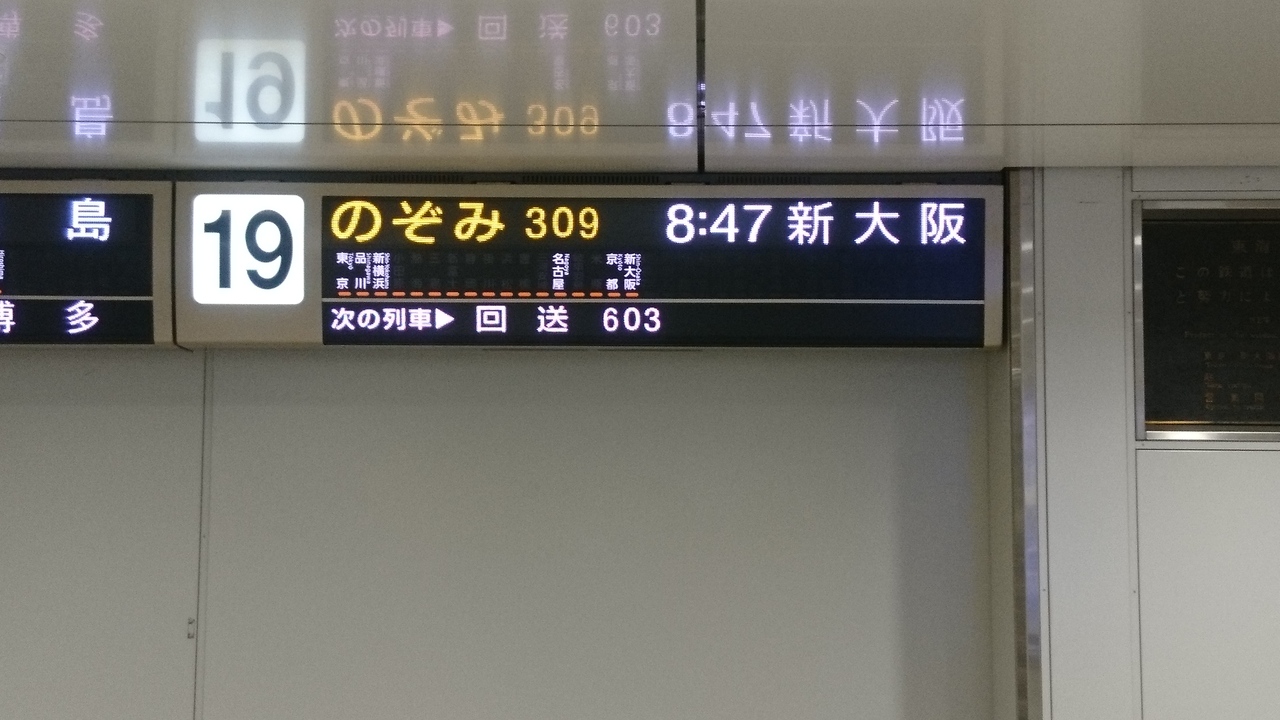 島
博 多
19
のぞみ 309 8:47 新 大 阪
東京 品川 新横浜 名古屋 京都 新大阪
次の列車▶ 回 送 603